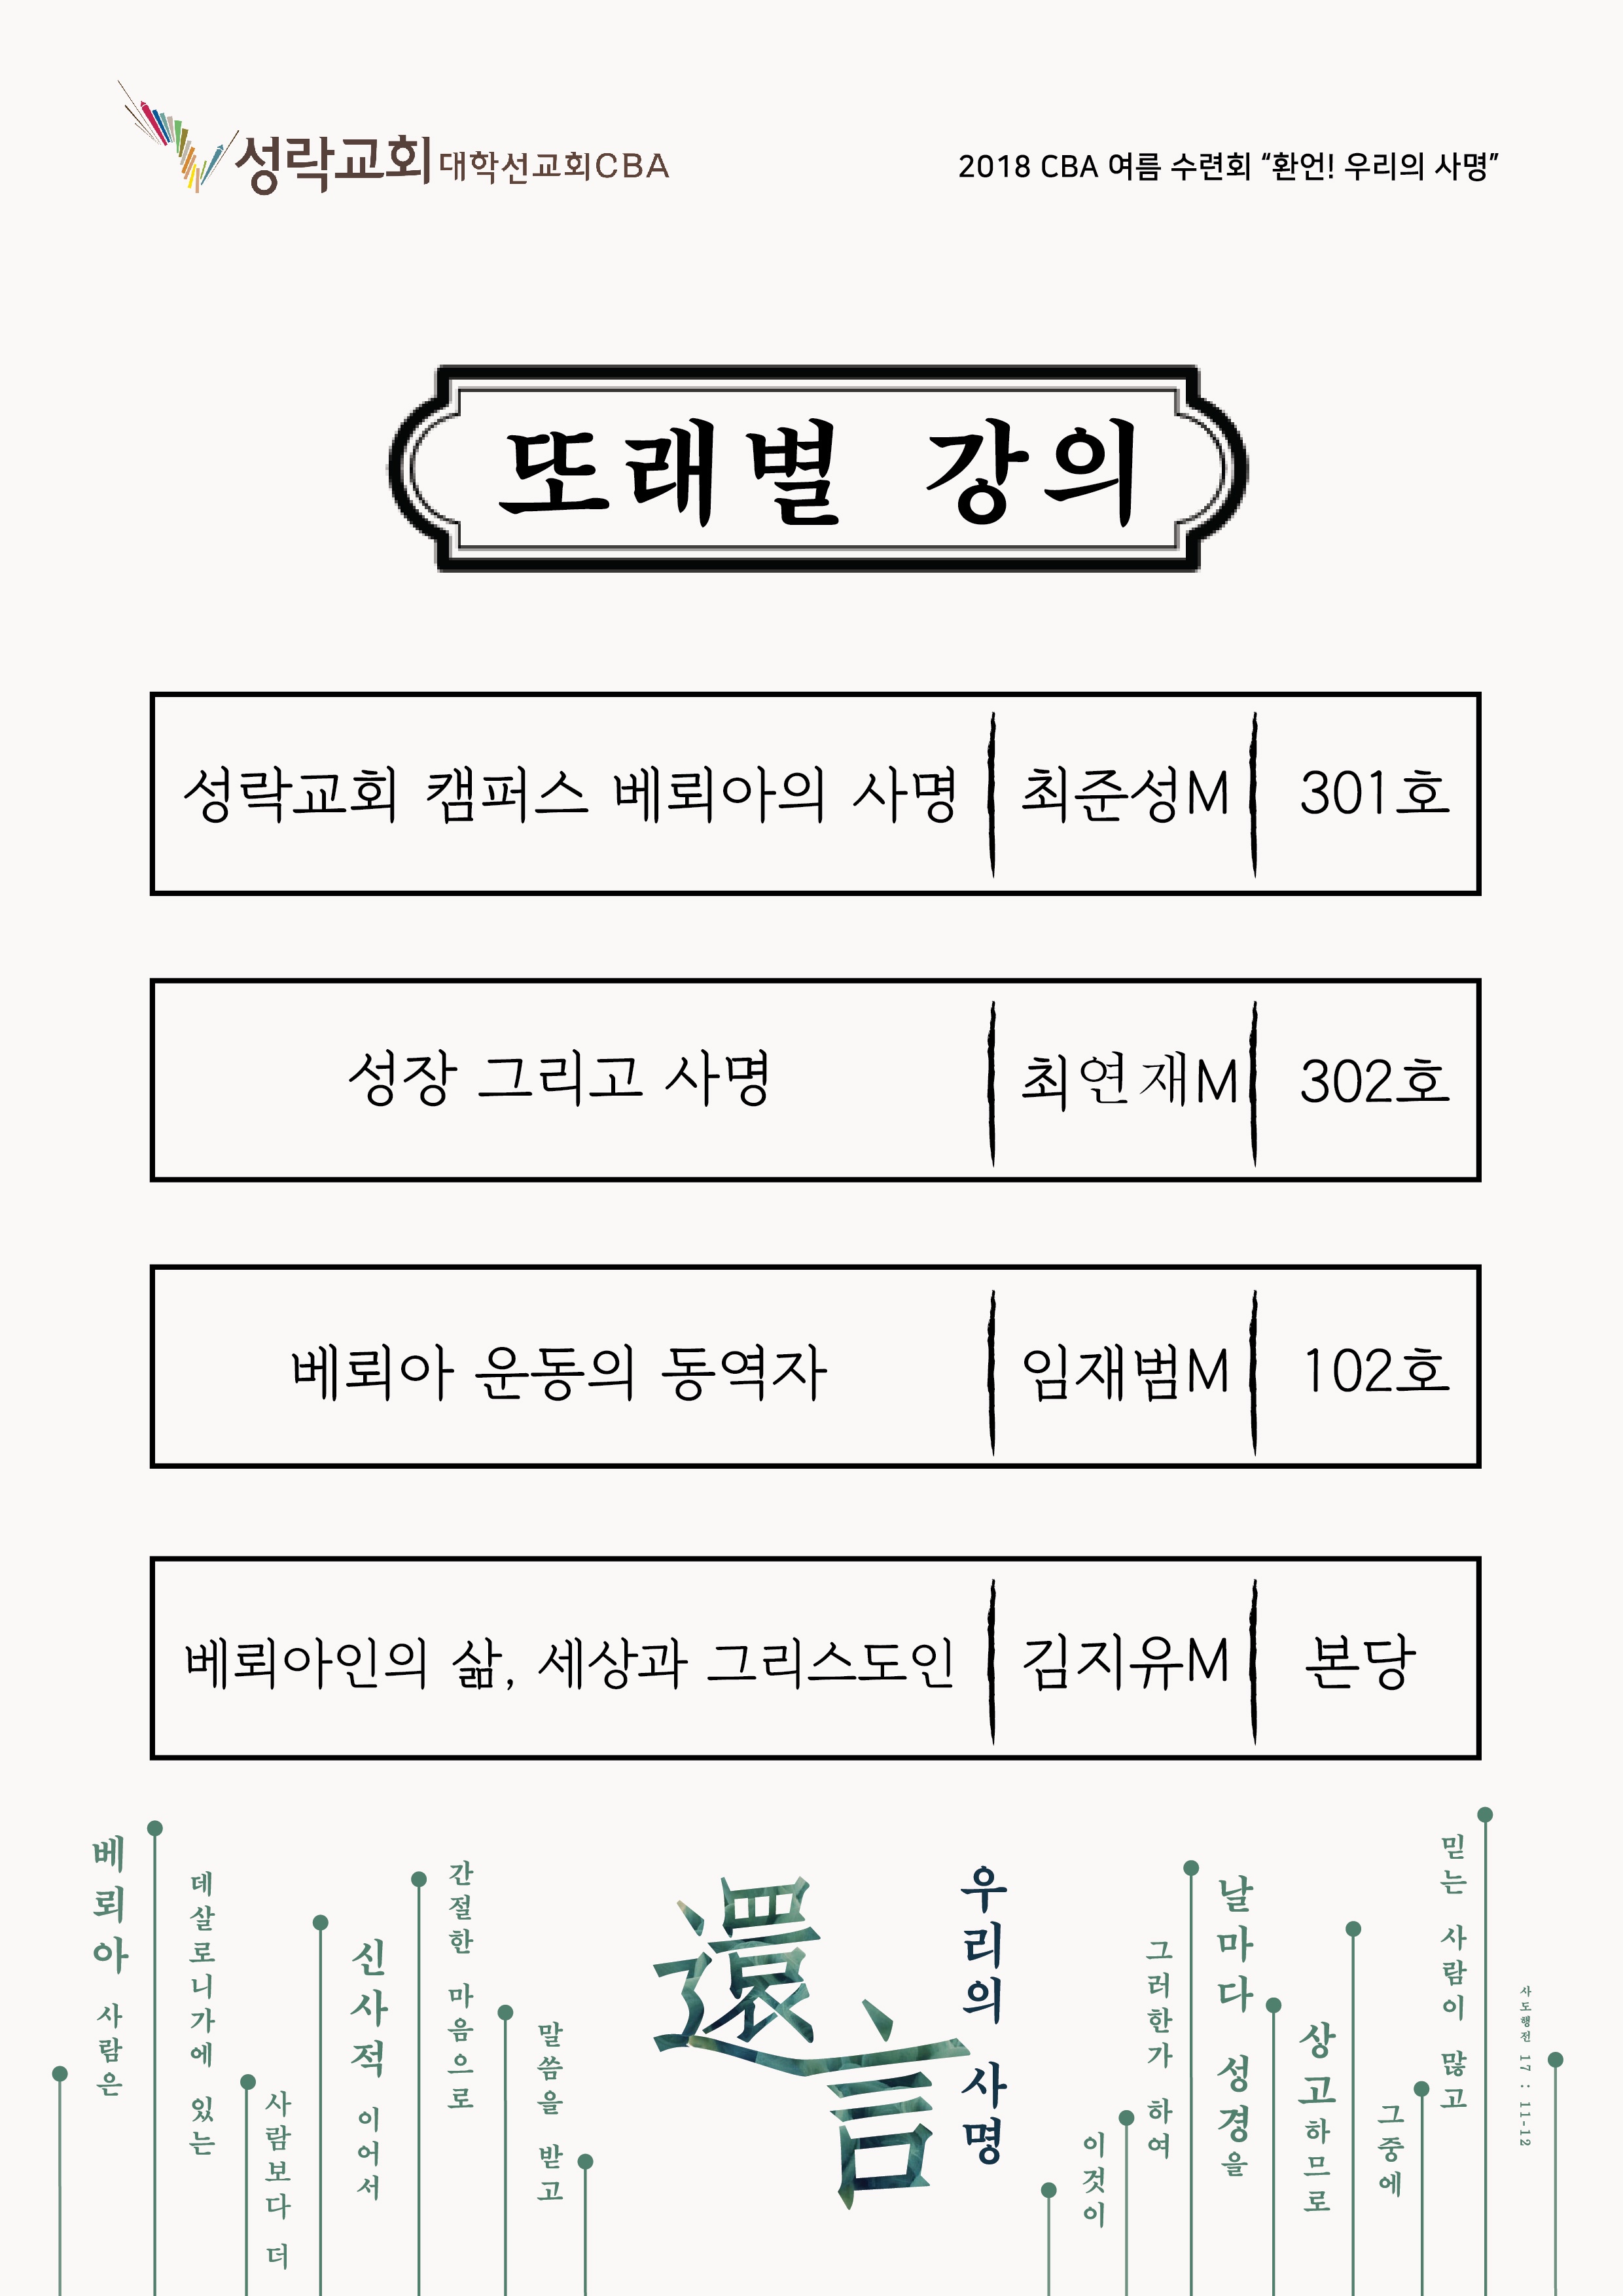 성락교회 대학선교회CBA
2018 CBA 여름 수련회 “환언! 우리의 사명”
또래별 강의
성락교회 캠퍼스 베뢰아의 사명 최준성M 301호
성장 그리고 사명 최연재M 302호
베뢰아 운동의 동역자 임재범M 102호
베뢰아인의 삶, 세상과 그리스도인 김지유M 본당
베뢰아 사람은
데살로니가에 있는
사람보다 더
신사적 이어서
간절한 마음으로
말씀을 받고
還言
우리의 사명
이것이
그러한가 하여
날마다 성경을
상고하므로
그중에
믿는 사람이 많고
사도행전 17 : 11-12